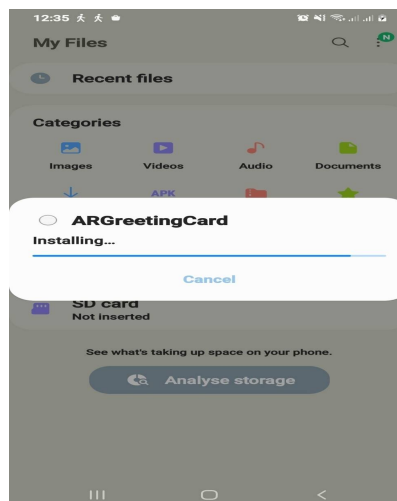 12:35
My Files
N
Recent files
Categories
Images Videos Audio Documents
APK
ARGreetingCard
Installing...
Cancel
SD card
Not inserted
See what's taking up space on your phone.
Analyse storage